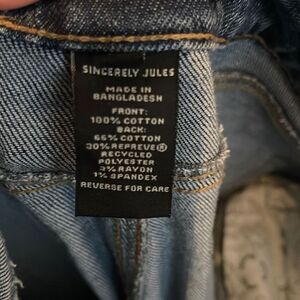 SINCERELY JULES
MADE IN
BANGLADESH
FRONT:
100% COTTON
BACK:
66% COTTON
30% REPREVE®
RECYCLED
POLYESTER
3% RAYON
1% SPANDEX
REVERSE FOR CARE